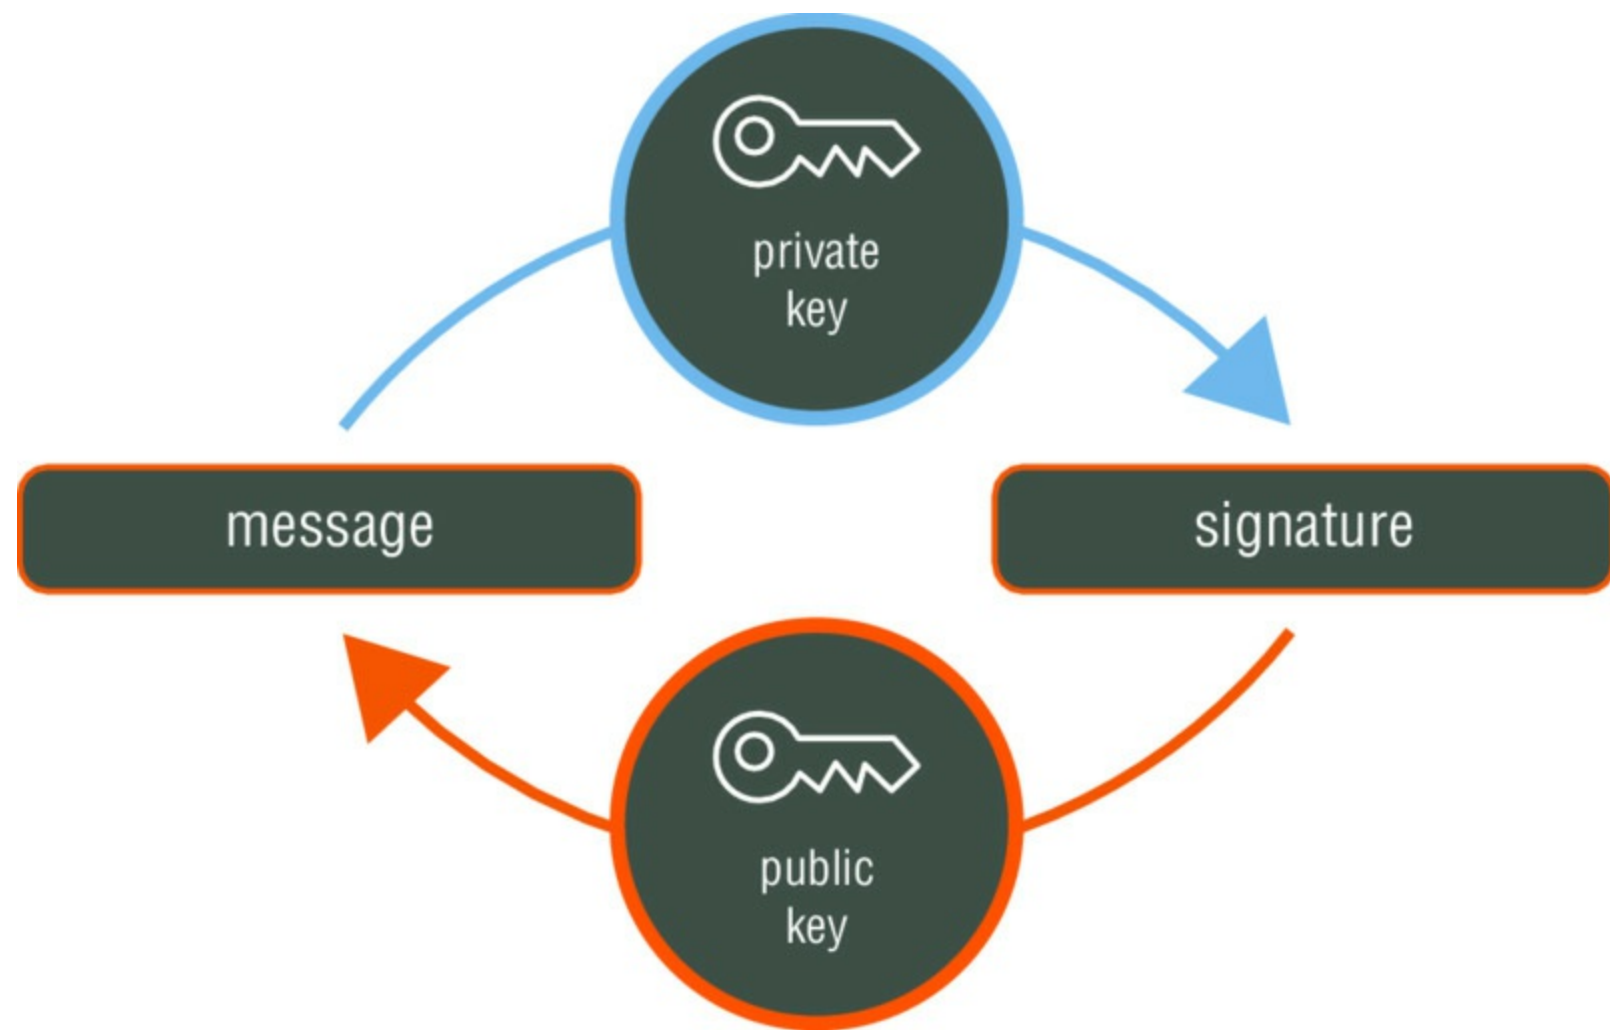 private
key
message
signature
public
key